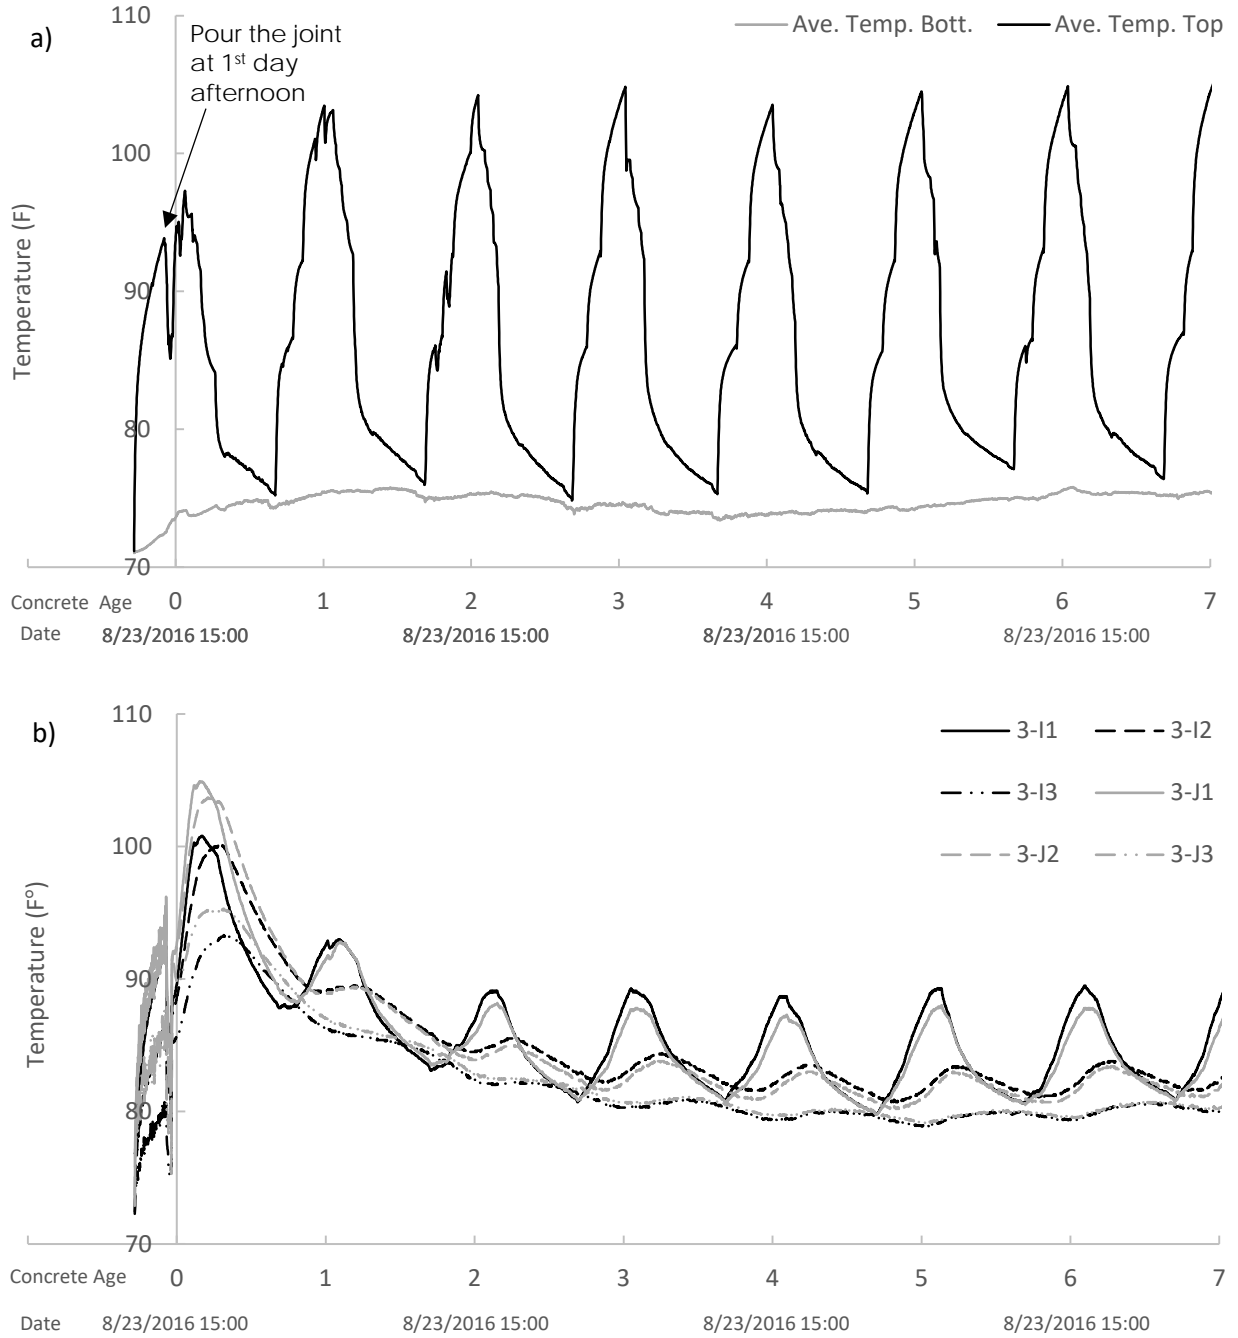 110
a)
Ave. Temp. Bott. Ave. Temp. Top
Pour the joint
at 1st day
afternoon
100
90
80
70
Temperature (F)
Concrete Age 0 1 2 3 4 5 6 7
Date 8/23/2016 15:00 8/23/2016 15:00 8/23/2016 15:00 8/23/2016 15:00
110
b)
3-I1 3-I2
3-I3 3-J1
3-J2 3-J3
100
90
80
70
Temperature (F°)
Concrete Age 0 1 2 3 4 5 6 7
Date 8/23/2016 15:00 8/23/2016 15:00 8/23/2016 15:00 8/23/2016 15:00